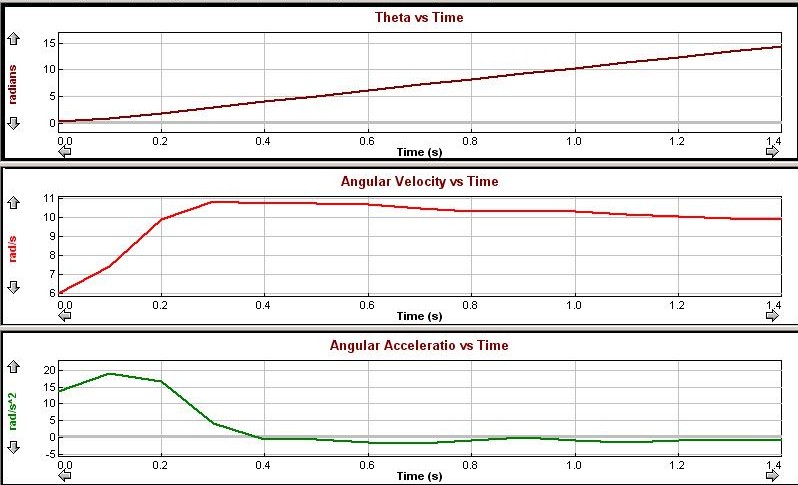 Theta vs Time
15
10
5
0
radians
0.0 0.2 0.4 0.6 0.8 1.0 1.2 1.4
Time (s)
Angular Velocity vs Time
11
10
9
8
7
6
rad/s
0.0 0.2 0.4 0.6 0.8 1.0 1.2 1.4
Time (s)
Angular Acceleratio vs Time
20
15
10
5
0
-5
rad/s^2
0.0 0.2 0.4 0.6 0.8 1.0 1.2 1.4
Time (s)